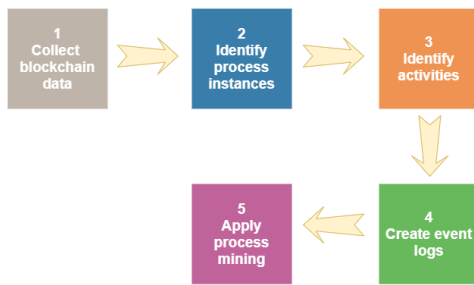 1
Collect
blockchain
data
2
Identify
process
instances
3
Identify
activities
4
Create event
logs
5
Apply
process
mining